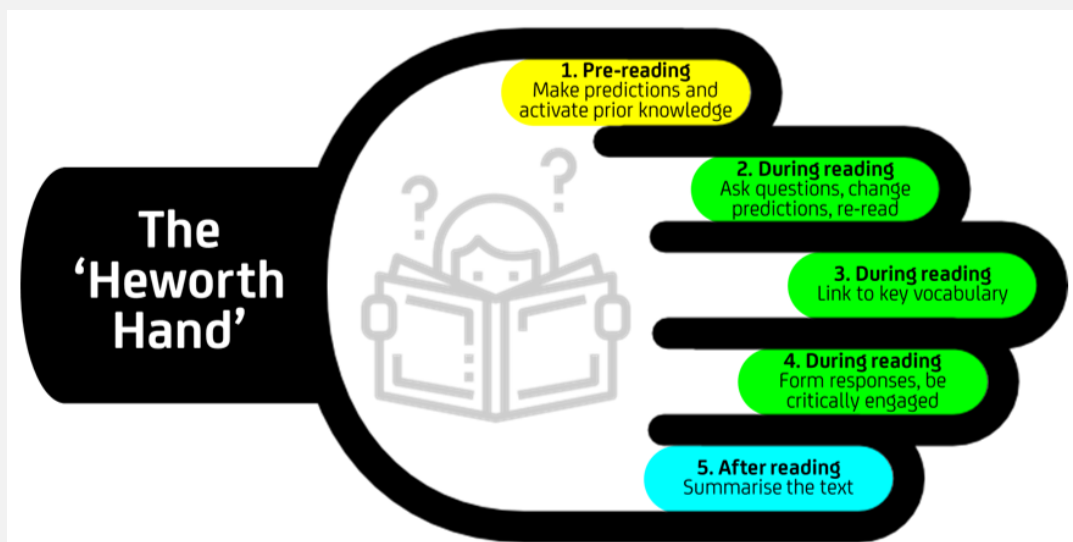 The
‘Heworth
Hand’
1. Pre-reading
Make predictions and
activate prior knowledge
2. During reading
Ask questions, change
predictions, re-read
3. During reading
Link to key vocabulary
4. During reading
Form responses, be
critically engaged
5. After reading
Summarise the text